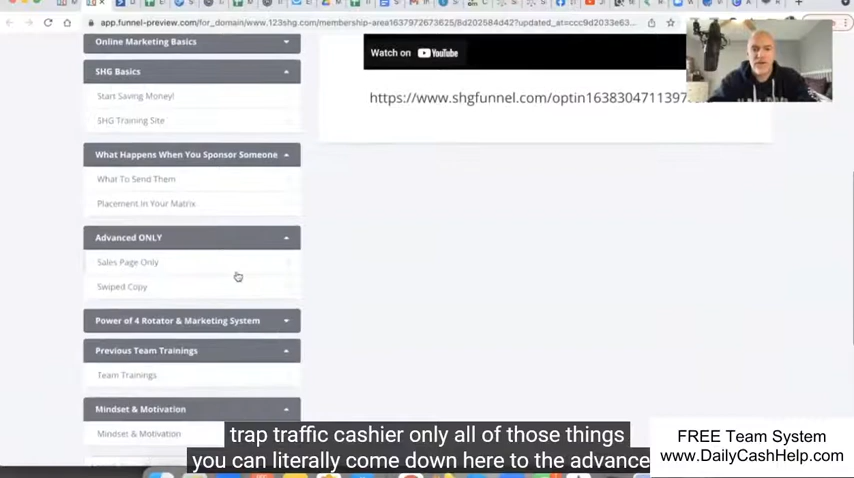 app.funnel-preview.com/for_domain/www.123shg.com/membership-area1637972673625/8d202584d42?updated_at=ccc9d2033e63...
Online Marketing Basics
SHG Basics
Start Saving Money!
SHG Training Site
What Happens When You Sponsor Someone
What To Send Them
Placement In Your Matrix
Advanced ONLY
Sales Page Only
Swiped Copy
Power of 4 Rotator & Marketing System
Previous Team Trainings
Team Trainings
Mindset & Motivation
Mindset & Motivation
Watch on YouTube
https://www.shgfunnel.com/optin1638304711397
trap traffic cashier only all of those things
you can literally come down here to the advance
FREE Team System
www.DailyCashHelp.com